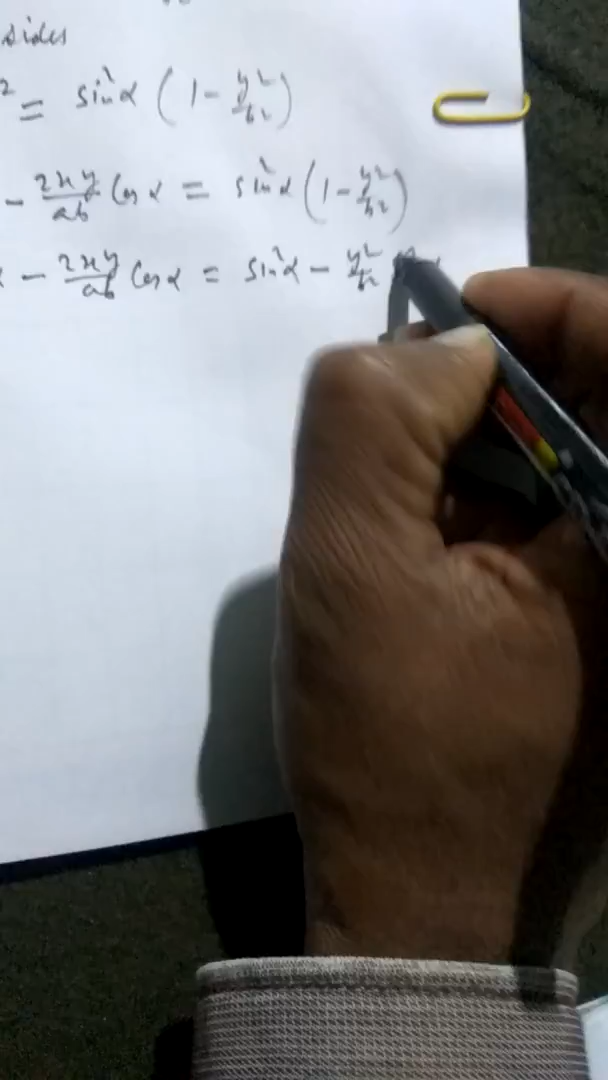 sides
2 = sin²α (1 - y²/b²)
- 2xy/ab Cos α = sin²α (1 - y²/b²)
α - 2xy/ab Cos α = sin²α - y²/b²